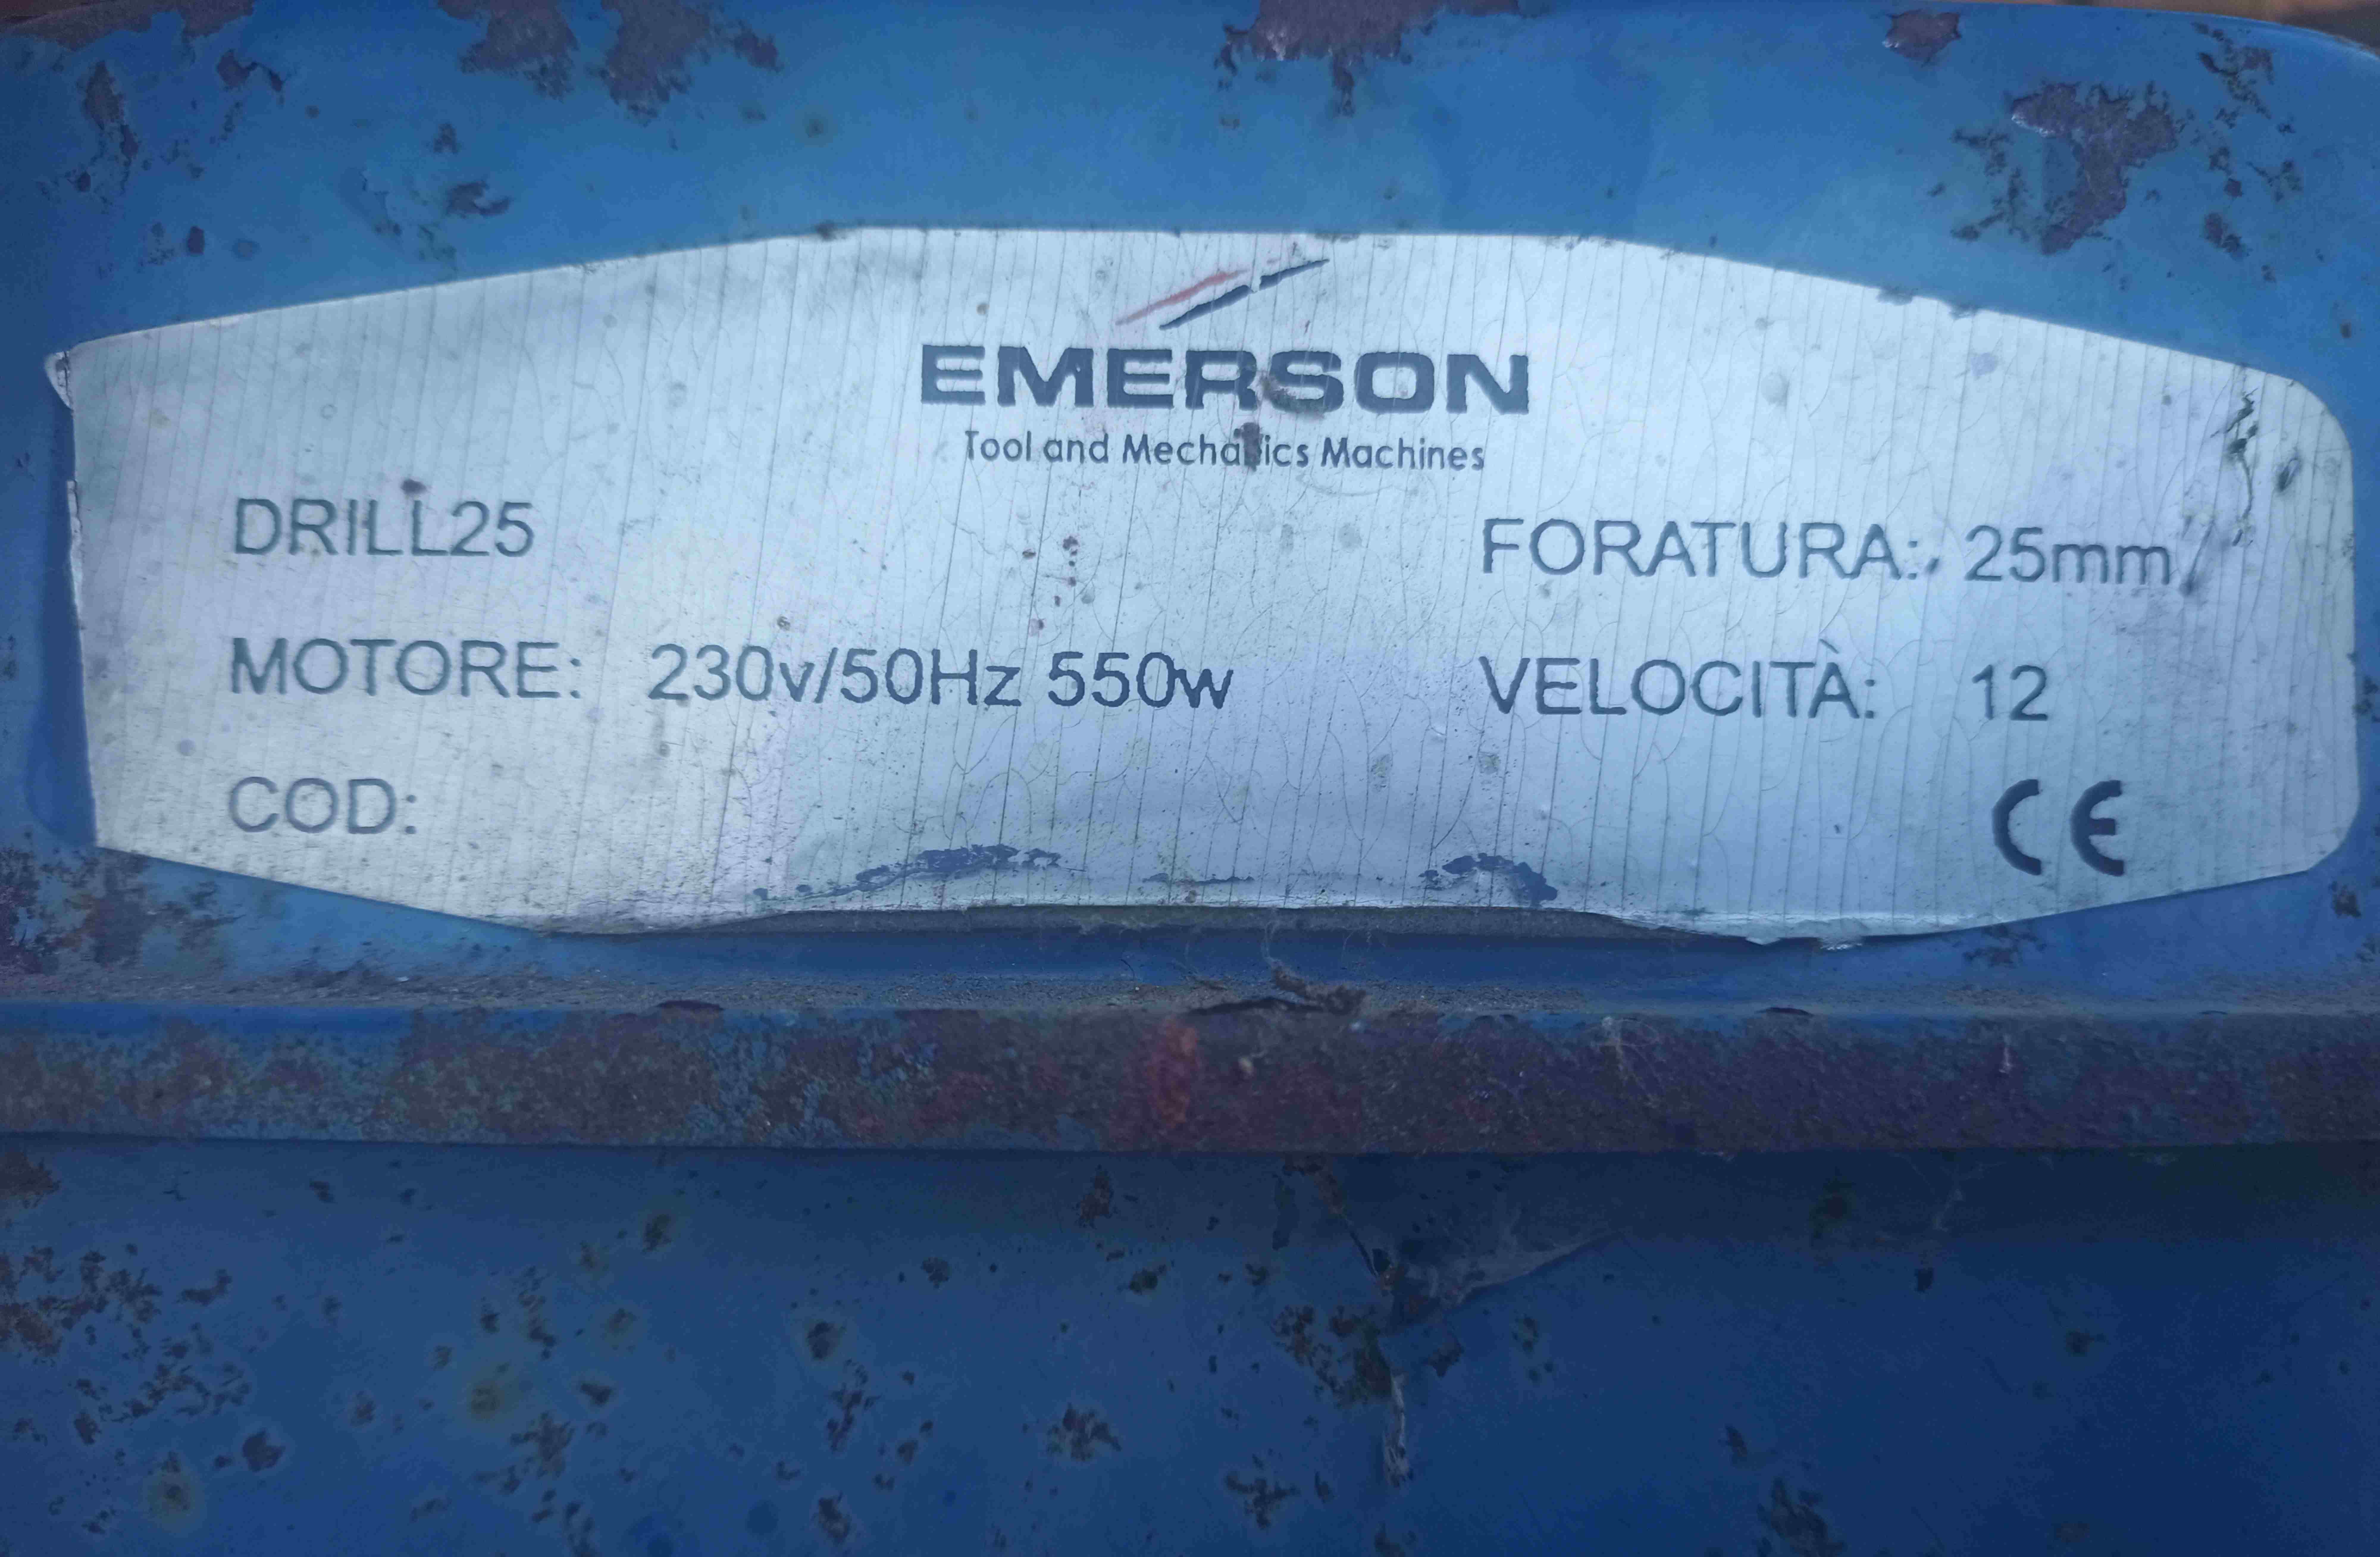 EMERSON
Tool and Mechanics Machines
DRILL25
FORATURA: 25mm
MOTORE: 230v/50Hz 550w
VELOCITÀ: 12
COD:
CE